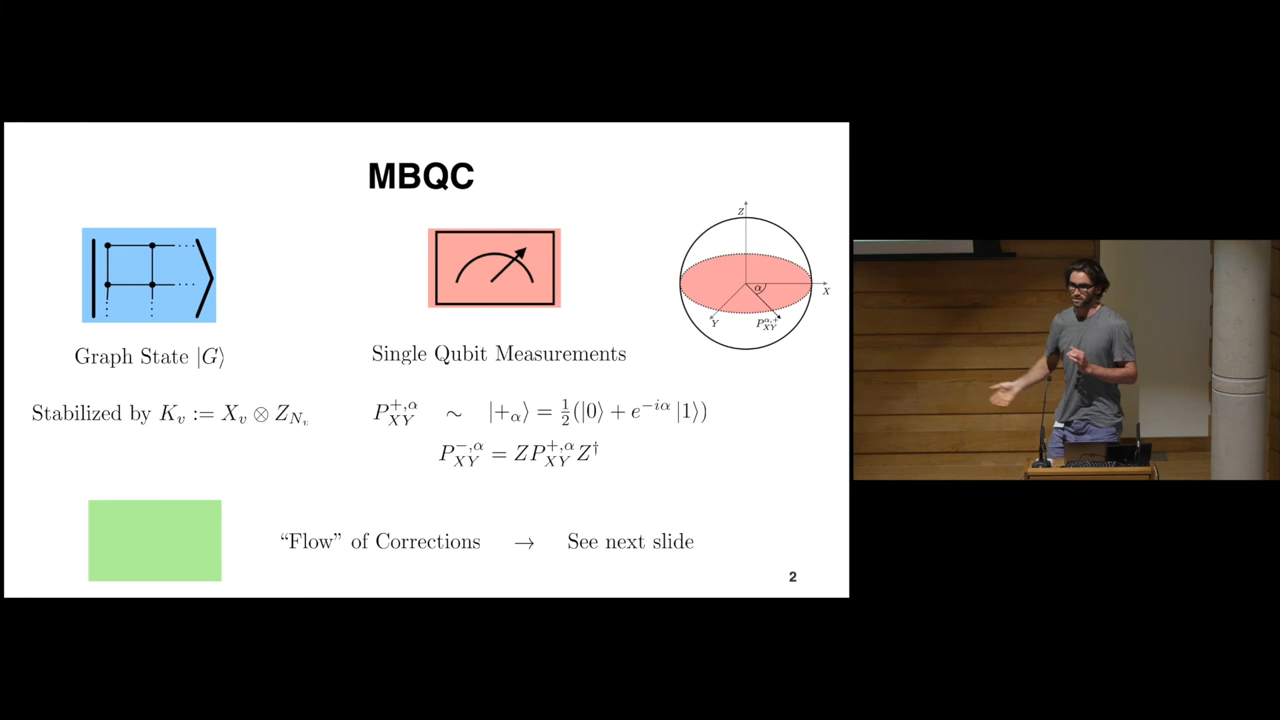 MBQC
Z
X
Y
α
P_{XY}^{α,+}
Graph State |G⟩
Single Qubit Measurements
Stabilized by K_v := X_v ⊗ Z_{N_v}
P_{XY}^{+,α} ∼ |+_α⟩ = 1/2(|0⟩ + e^{−iα} |1⟩)
P_{XY}^{−,α} = ZP_{XY}^{+,α}Z^†
“Flow” of Corrections → See next slide
2